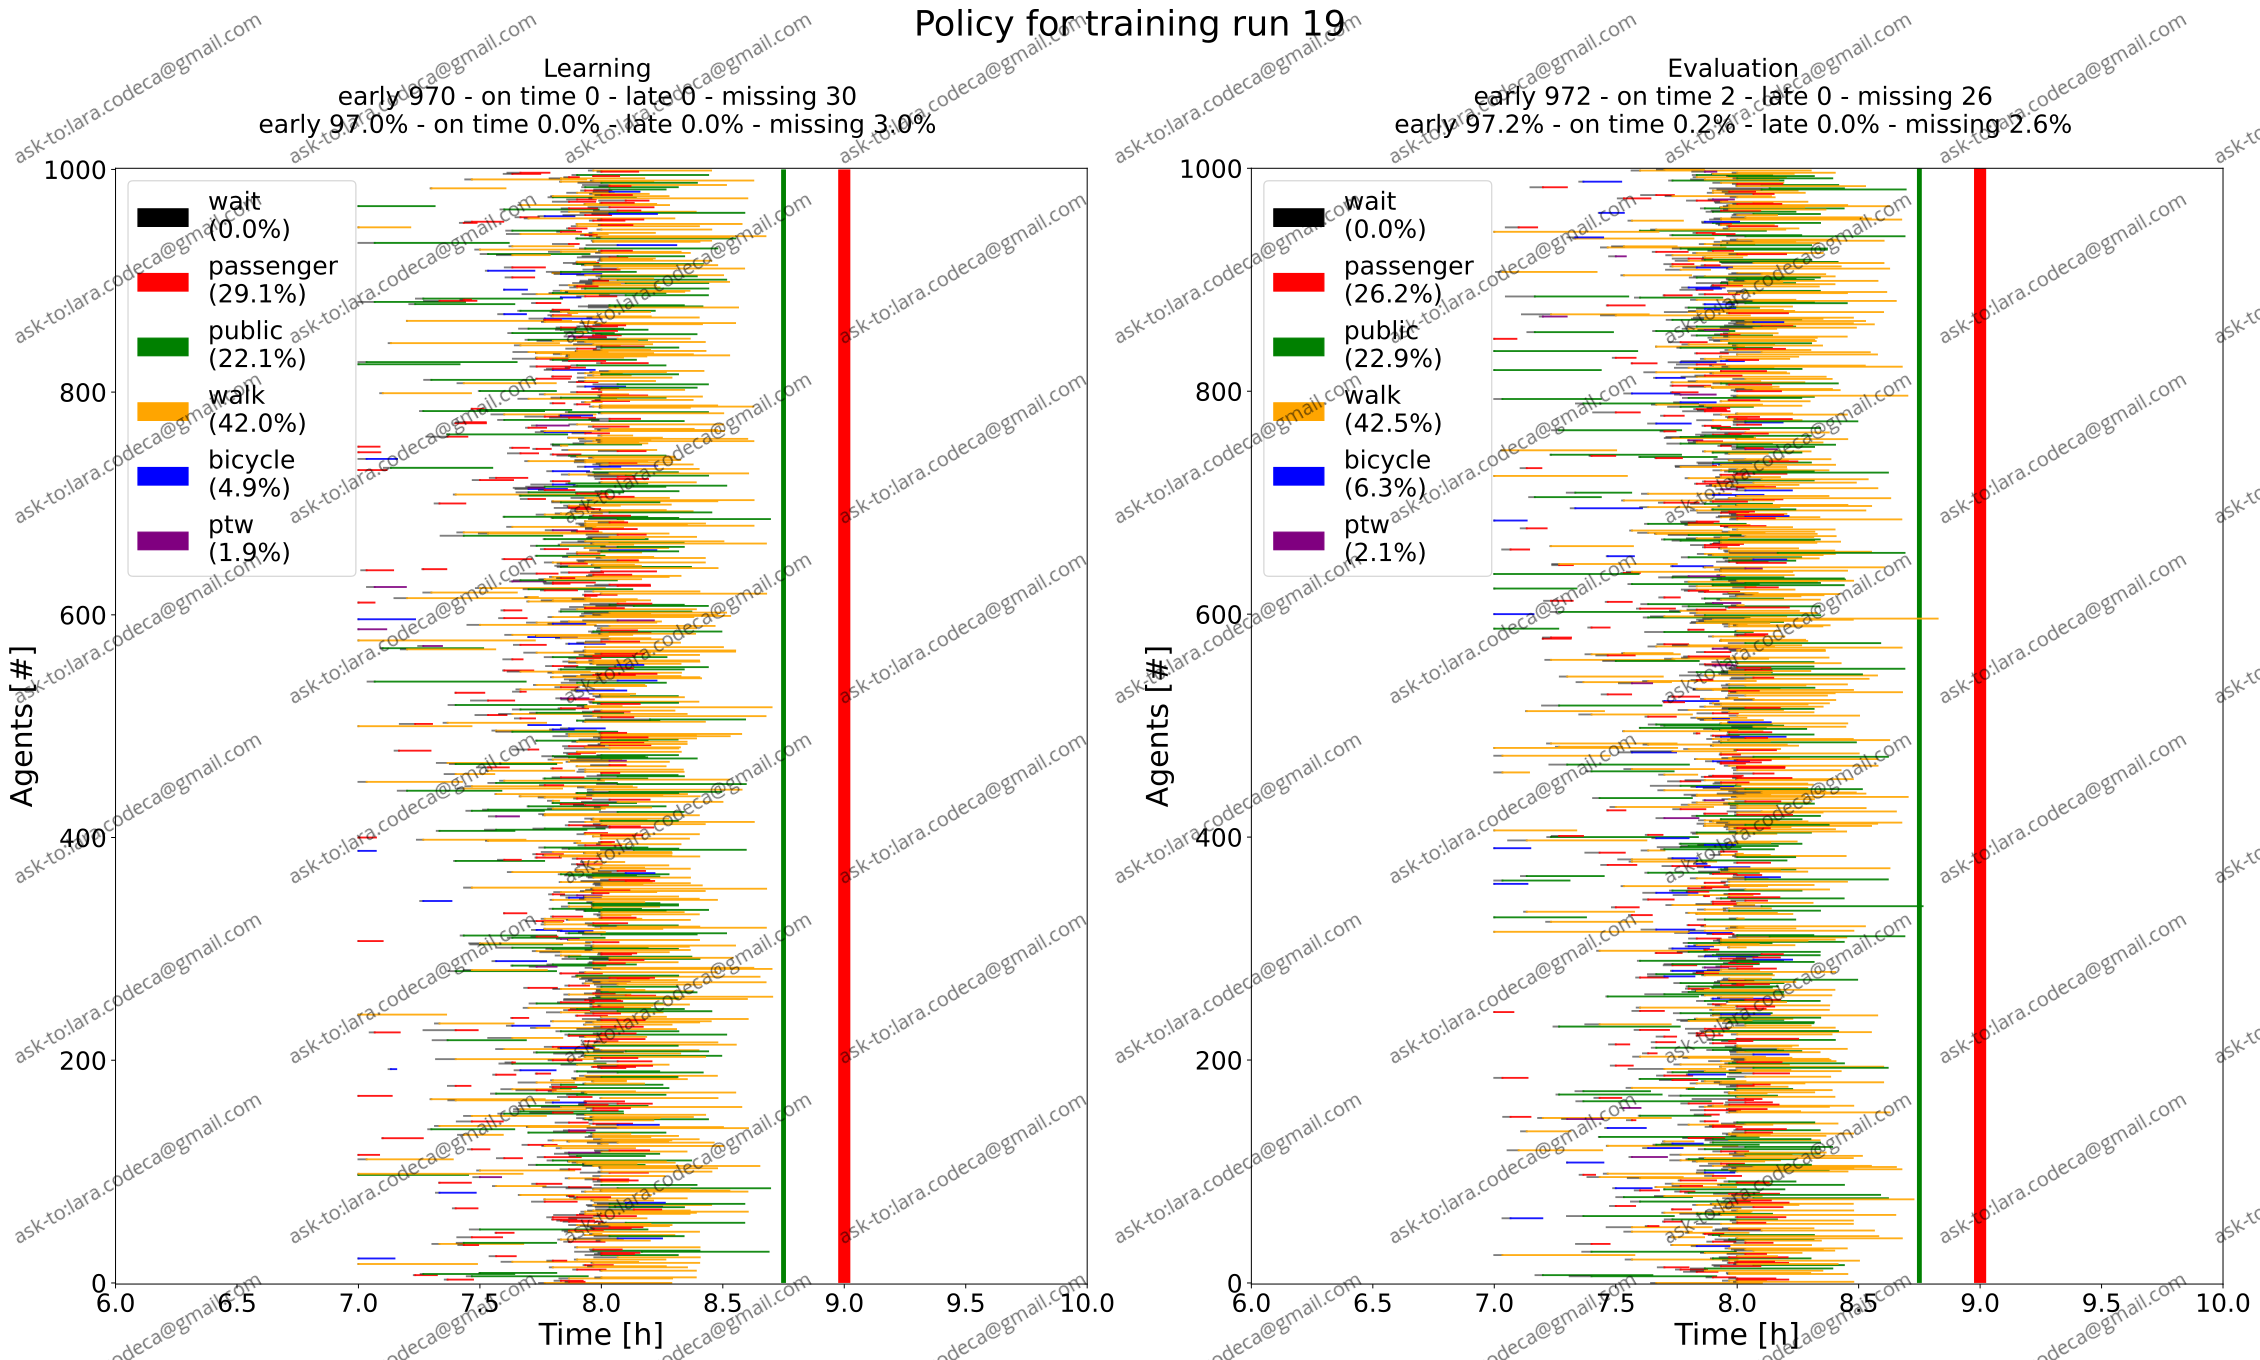 Policy for training run 19
Learning
early 970 - on time 0 - late 0 - missing 30
early 97.0% - on time 0.0% - late 0.0% - missing 3.0%
1000
800
600
400
200
0
Agents [#]
wait
(0.0%)
passenger
(29.1%)
public
(22.1%)
walk
(42.0%)
bicycle
(4.9%)
ptw
(1.9%)
6.0 6.5 7.0 7.5 8.0 8.5 9.0 9.5 10.0
Time [h]
Evaluation
early 972 - on time 2 - late 0 - missing 26
early 97.2% - on time 0.2% - late 0.0% - missing 2.6%
1000
800
600
400
200
0
Agents [#]
wait
(0.0%)
passenger
(26.2%)
public
(22.9%)
walk
(42.5%)
bicycle
(6.3%)
ptw
(2.1%)
6.0 6.5 7.0 7.5 8.0 8.5 9.0 9.5 10.0
Time [h]
ask-to:lara.codeca@gmail.com